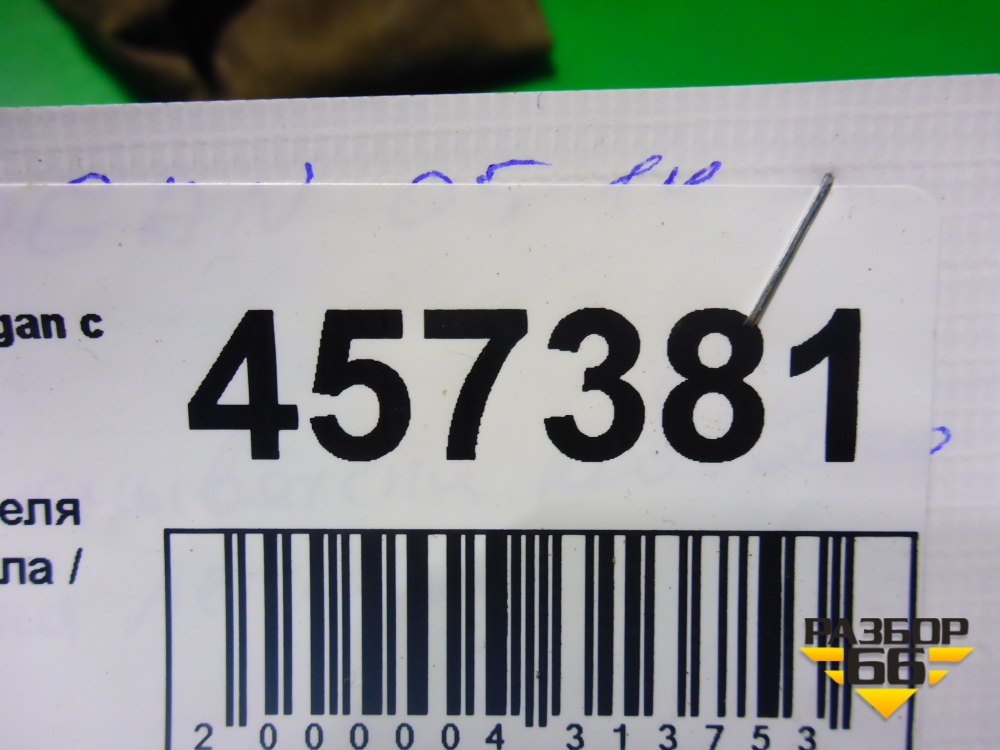 gan с
457381
еля
ла /
2 000004 313753
РАЗБОР
66